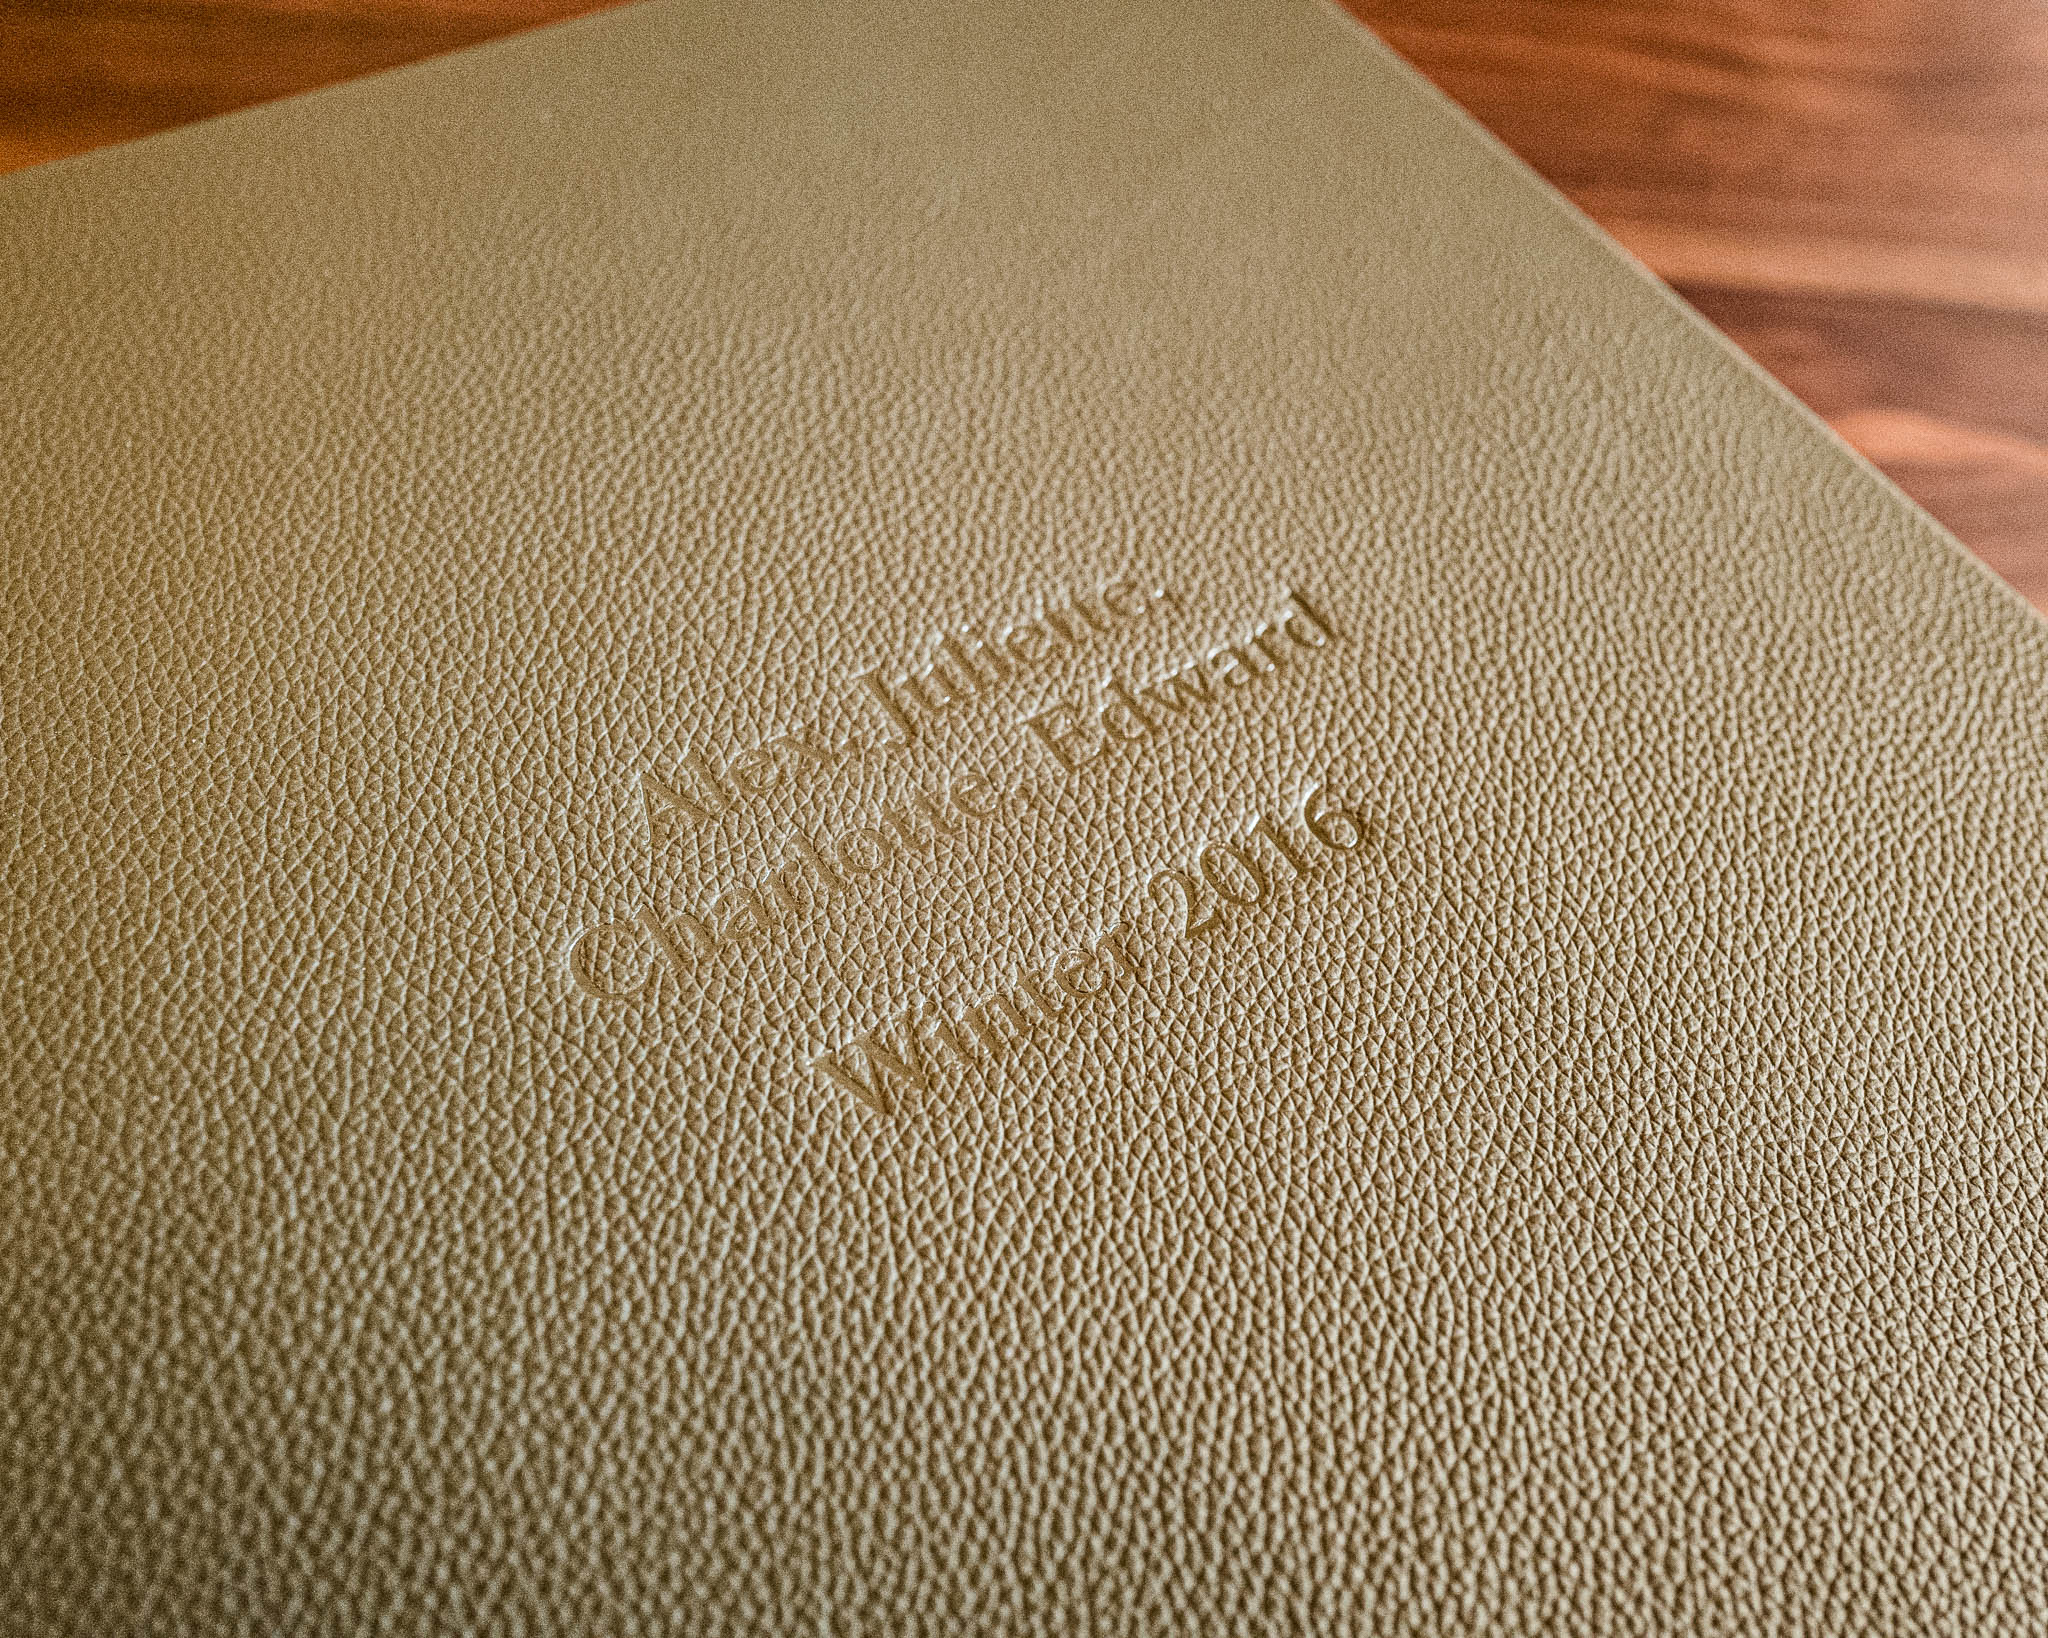 Alex, Juliette,
Charlotte, Edward
Winter 2016